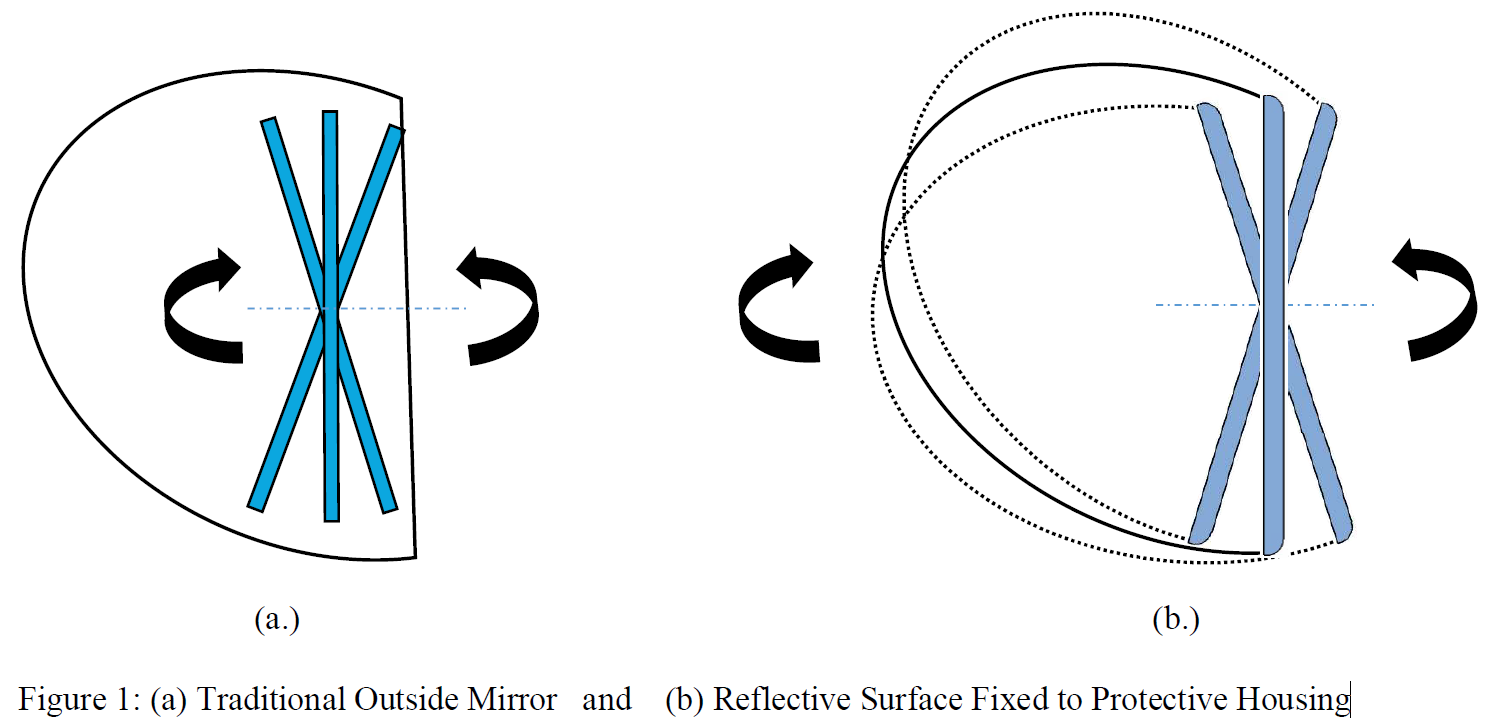 (a.) (b.)
Figure 1: (a) Traditional Outside Mirror and (b) Reflective Surface Fixed to Protective Housing